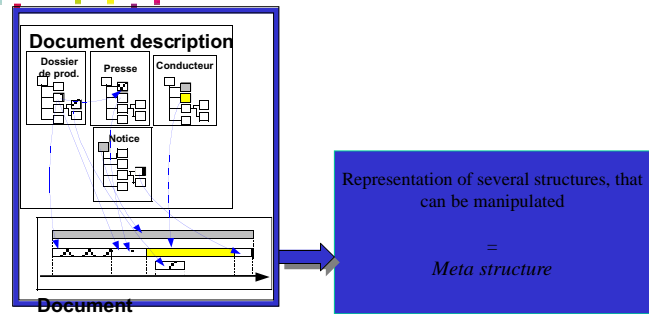 Document description
Dossier
de prod.
Presse
Conducteur
Notice
Document
Representation of several structures, that
can be manipulated
=
Meta structure